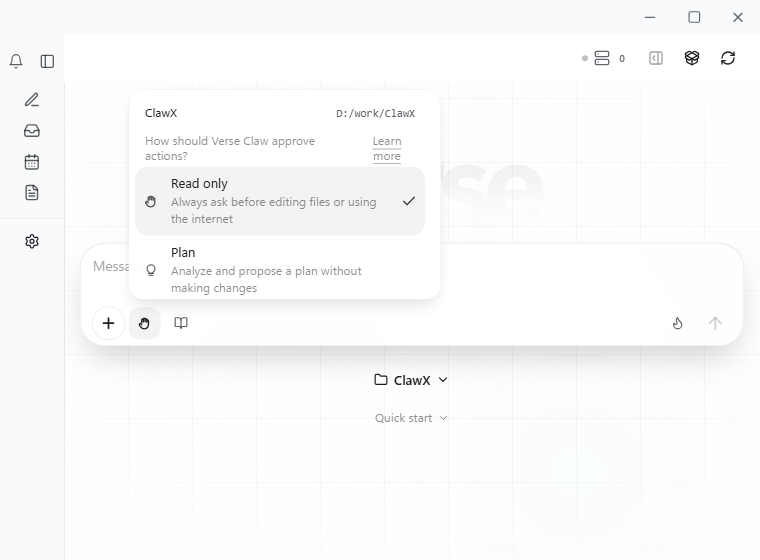 0
ClawX D:/work/ClawX
How should Verse Claw approve
actions?
Learn
more
Read only
Always ask before editing files or using
the internet
Plan
Analyze and propose a plan without
making changes
ClawX
Quick start